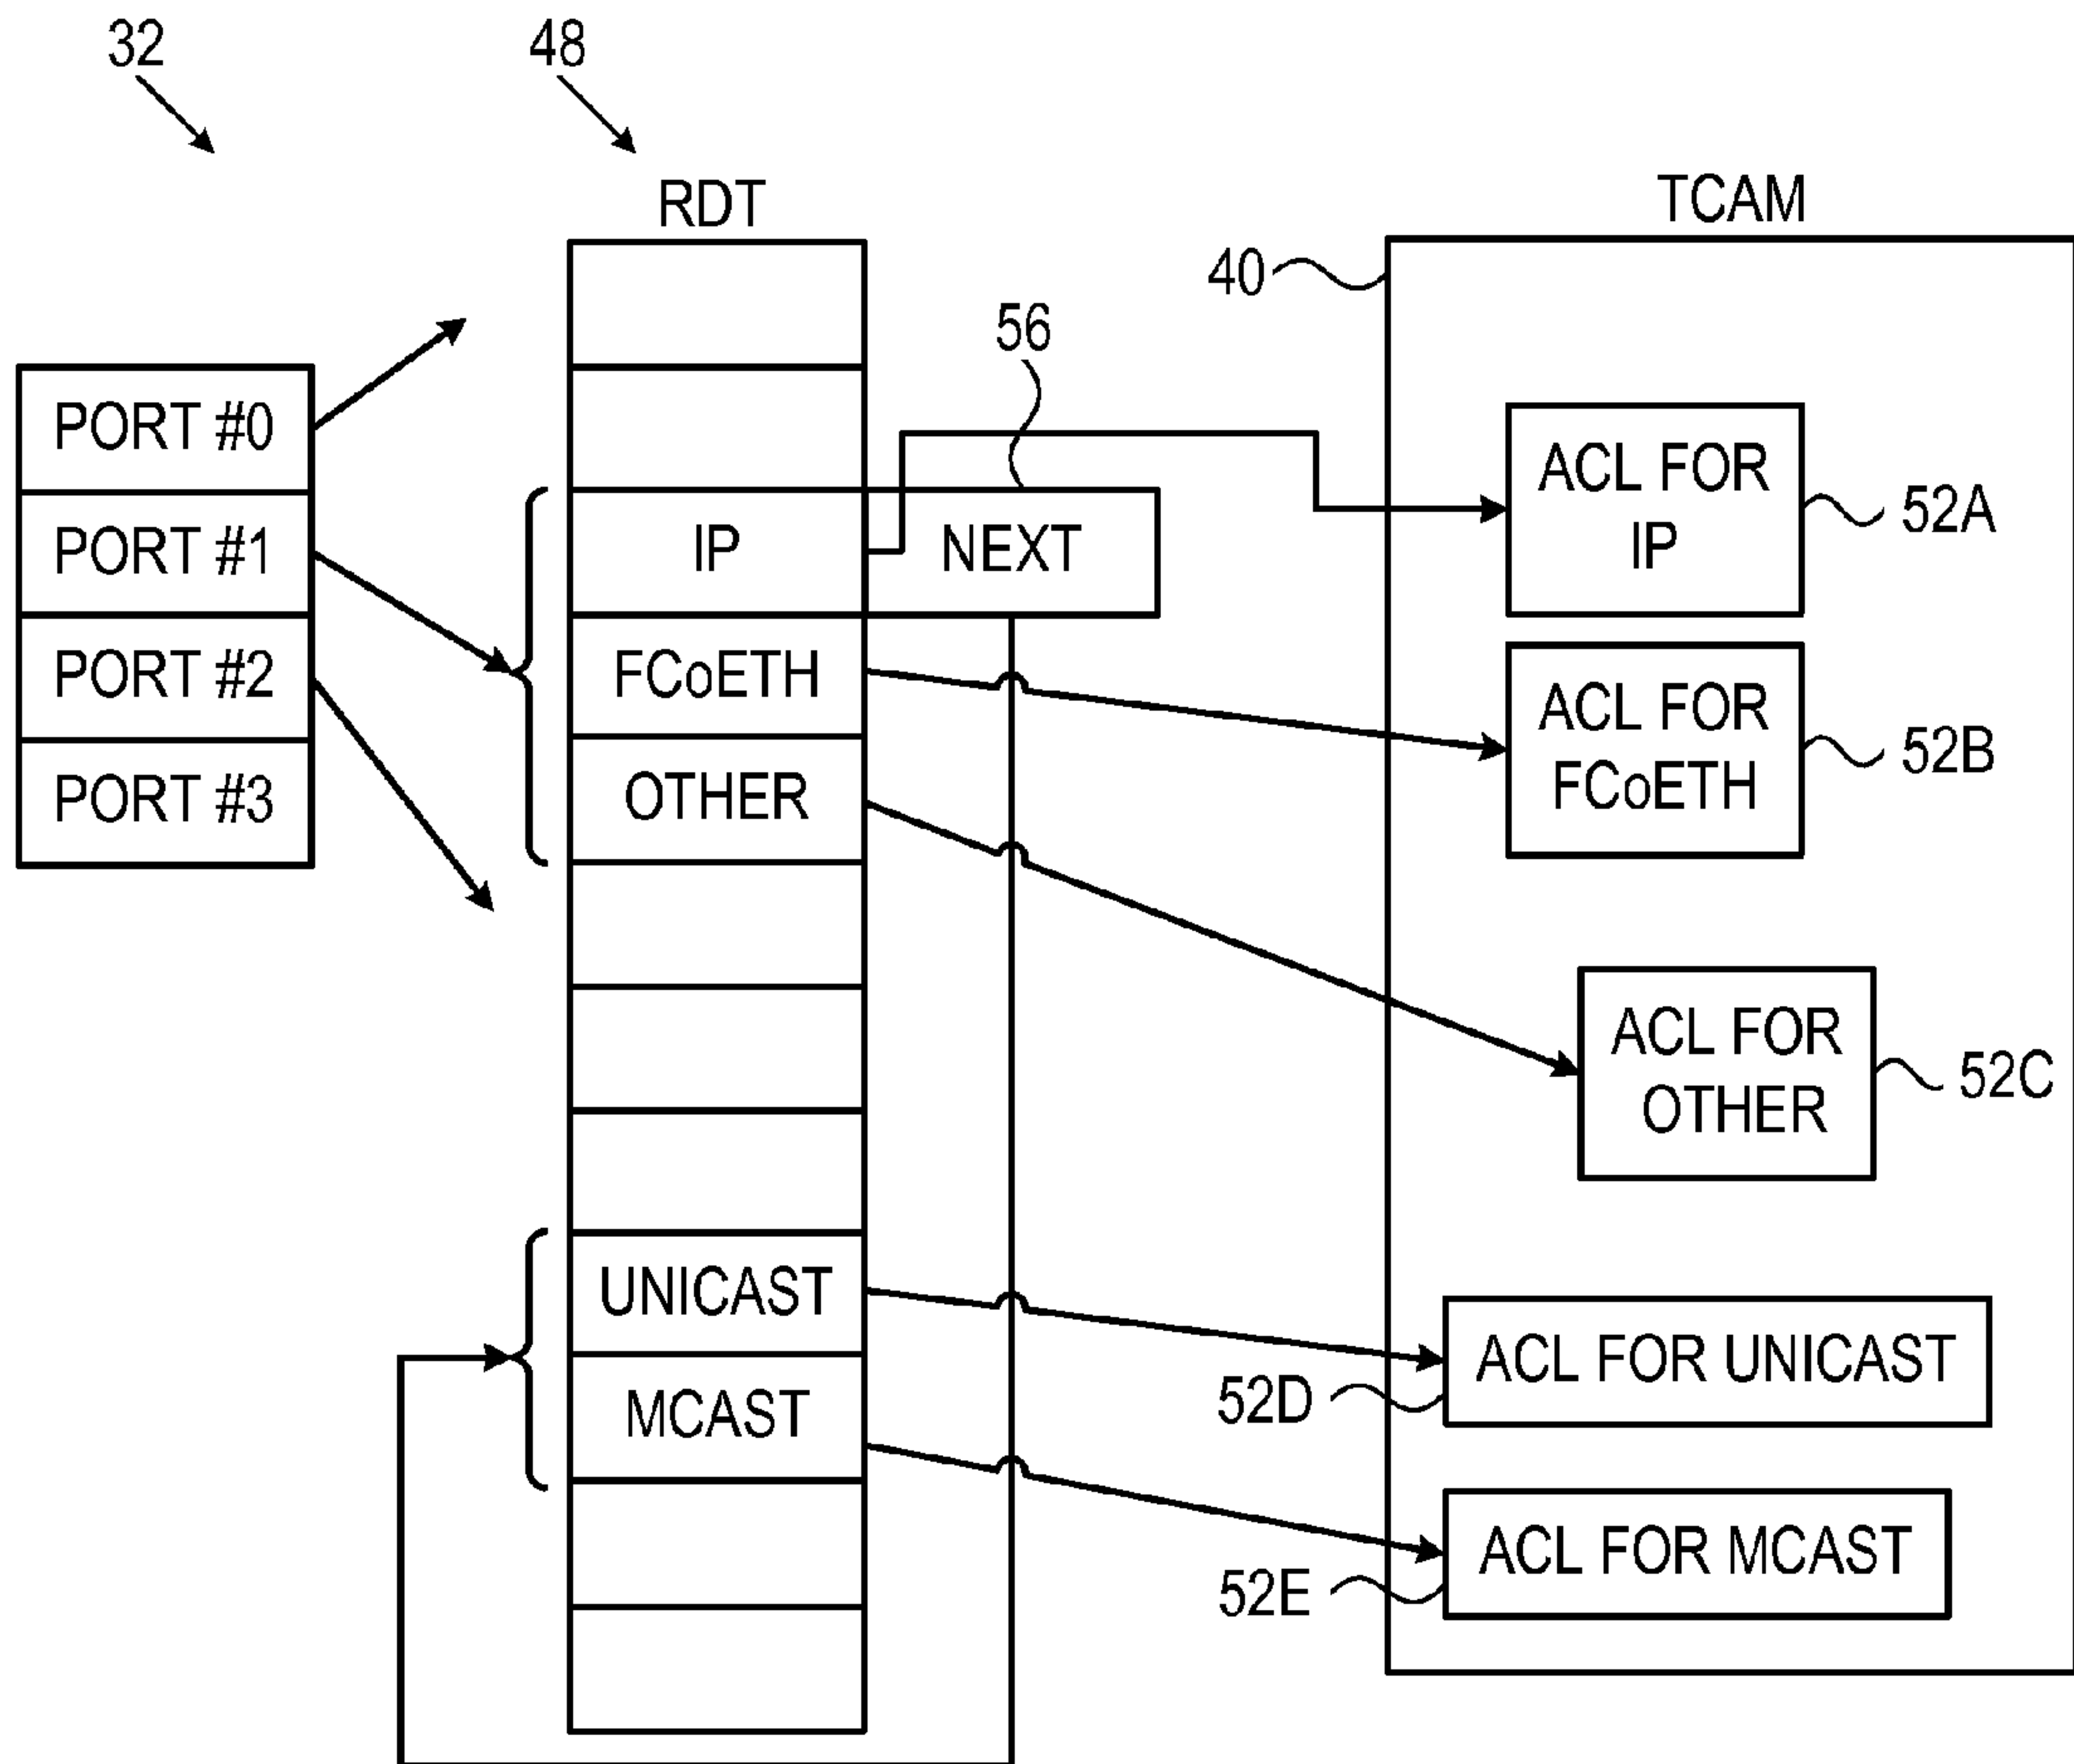 32
48
RDT
TCAM
40
56
PORT #0
PORT #1
PORT #2
PORT #3
IP
NEXT
FCoETH
OTHER
UNICAST
MCAST
ACL FOR
IP
52A
ACL FOR
FCoETH
52B
ACL FOR
OTHER
52C
ACL FOR UNICAST
52D
ACL FOR MCAST
52E